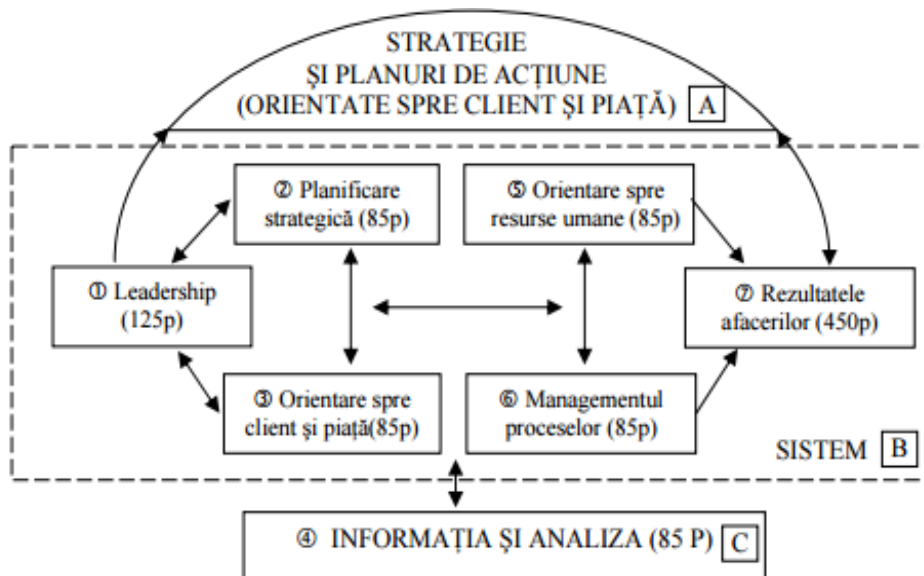 STRATEGIE
ȘI PLANURI DE ACȚIUNE
(ORIENTATE SPRE CLIENT ȘI PIAȚĂ) A
② Planificare
strategică (85p)
⑤ Orientare spre
resurse umane (85p)
① Leadership
(125p)
⑦ Rezultatele
afacerilor (450p)
③ Orientare spre
client și piață(85p)
⑥ Managementul
proceselor (85p)
SISTEM B
④ INFORMAȚIA ȘI ANALIZA (85 P) C